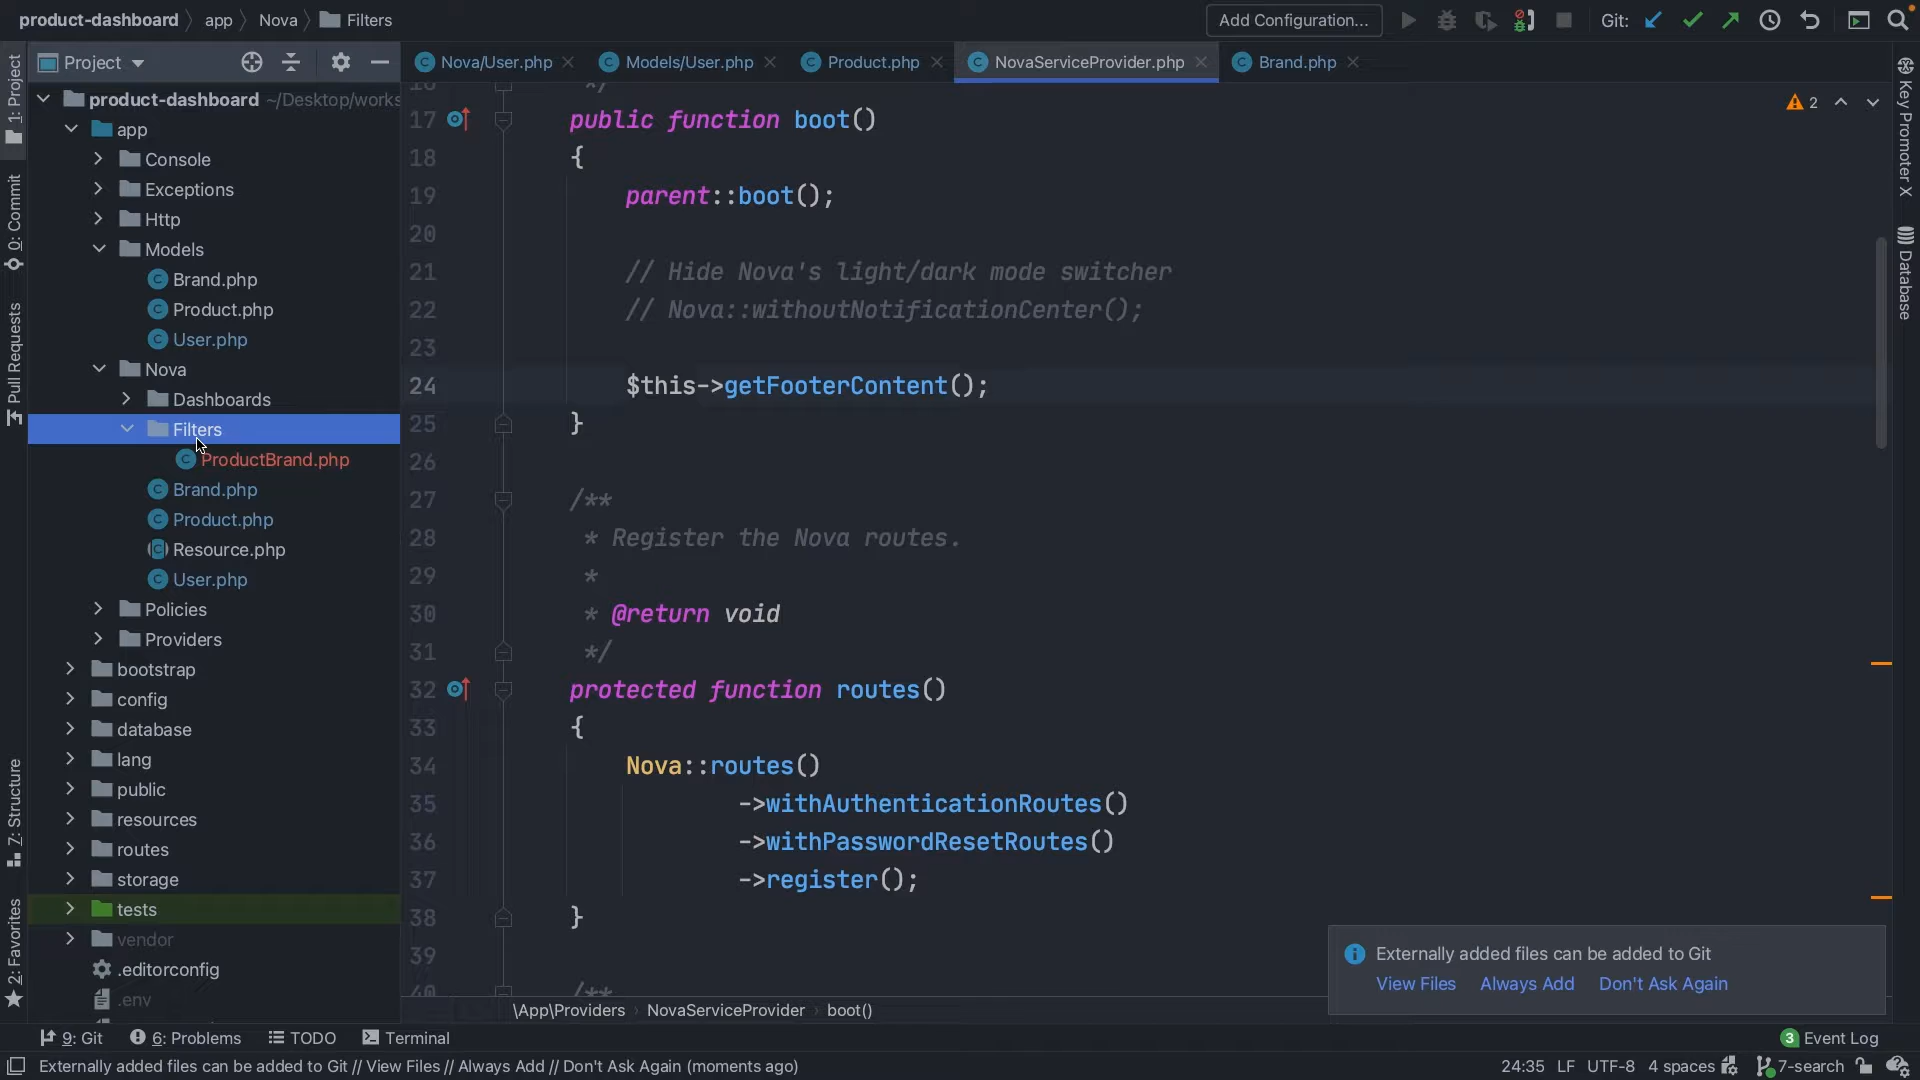 product-dashboard app Nova Filters
Add Configuration... Git:
Project
Nova/User.php Models/User.php Product.php NovaServiceProvider.php Brand.php
product-dashboard ~/Desktop/works
app
Console
Exceptions
Http
Models
Brand.php
Product.php
User.php
Nova
Dashboards
Filters
ProductBrand.php
Brand.php
Product.php
Resource.php
User.php
Policies
Providers
bootstrap
config
database
lang
public
resources
routes
storage
tests
vendor
.editorconfig
.env
1: Project
0: Commit
Pull Requests
7: Structure
2: Favorites
16 */
17 public function boot()
18 {
19 parent::boot();
20
21 // Hide Nova's light/dark mode switcher
22 // Nova::withoutNotificationCenter();
23
24 $this->getFooterContent();
25 }
26
27 /**
28 * Register the Nova routes.
29 *
30 * @return void
31 */
32 protected function routes()
33 {
34 Nova::routes()
35 ->withAuthenticationRoutes()
36 ->withPasswordResetRoutes()
37 ->register();
38 }
39
40 /**
2
Key Promoter X
Database
Externally added files can be added to Git
View Files Always Add Don't Ask Again
\App\Providers NovaServiceProvider boot()
9: Git 6: Problems TODO Terminal
3 Event Log
Externally added files can be added to Git // View Files // Always Add // Don't Ask Again (moments ago)
24:35 LF UTF-8 4 spaces 7-search